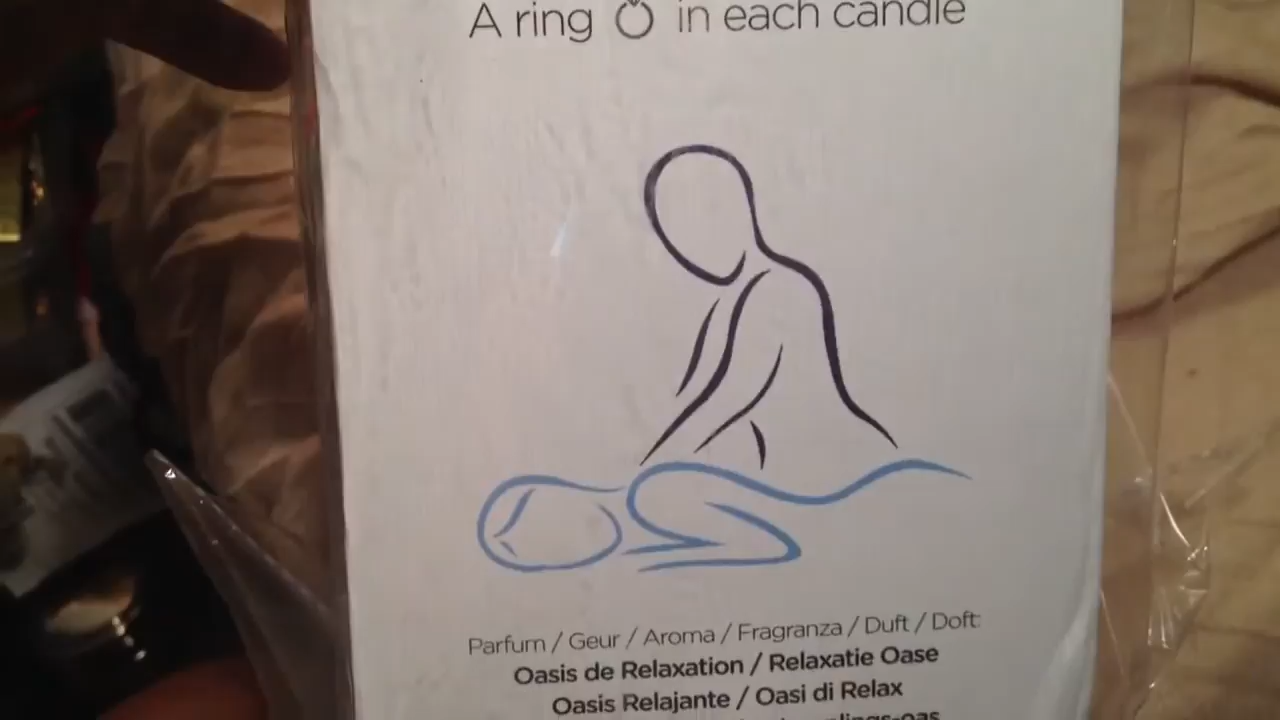 A ring in each candle
Parfum / Geur / Aroma / Fragranza / Duft / Doft:
Oasis de Relaxation / Relaxatie Oase
Oasis Relajante / Oasi di Relax